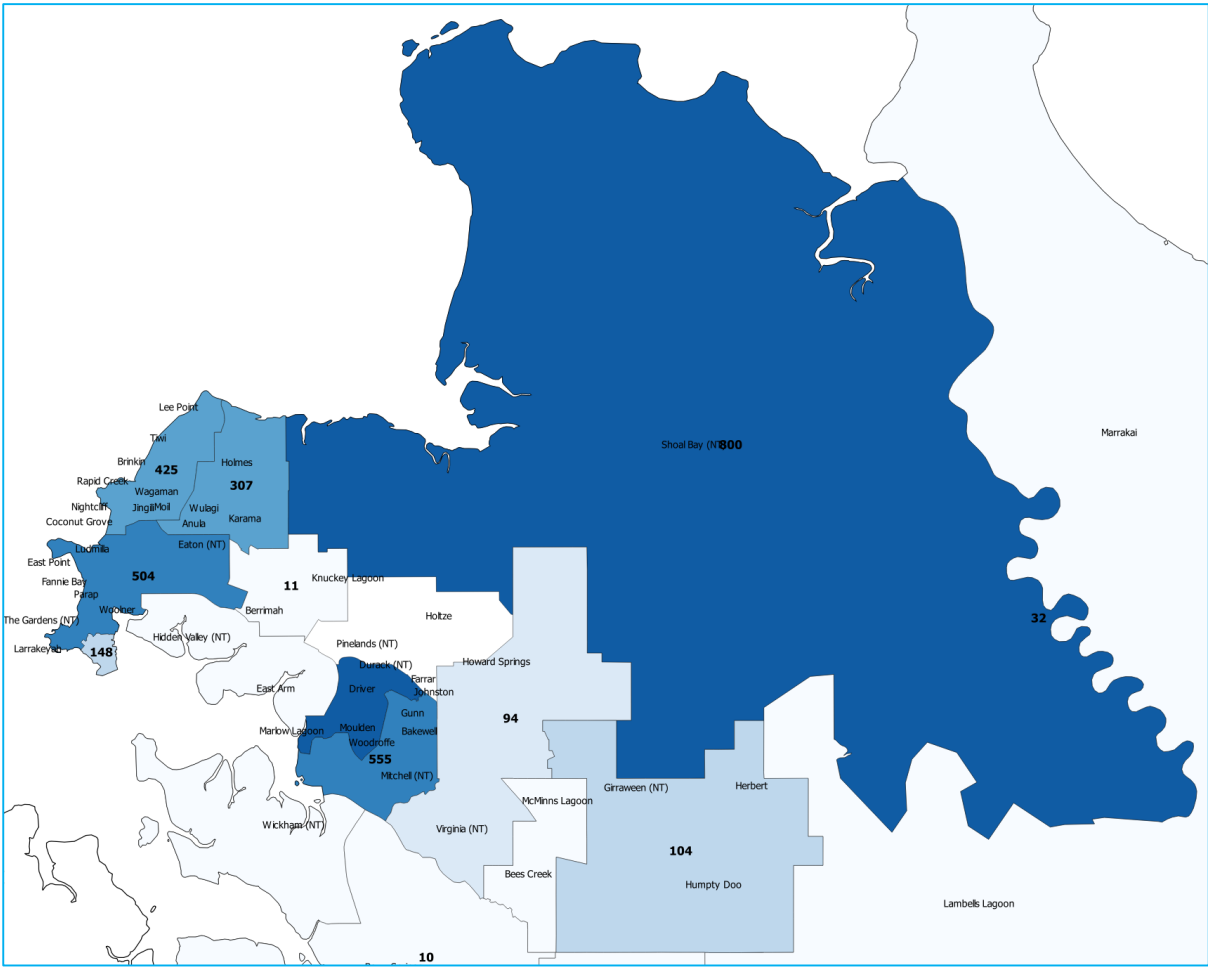 Lee Point
Tiwi
Brinkin
425
Holmes
Rapid Creek
307
Wagaman
Nightcliff
Jingili
Moil
Wulagi
Coconut Grove
Anula
Karama
Ludmilla
Eaton (NT)
East Point
504
Fannie Bay
Parap
11
Knuckey Lagoon
Woolner
Berrimah
The Gardens (NT)
Hidden Valley (NT)
Larrakeyah
148
Shoal Bay (NT)
800
Marrakai
32
Holtze
Pinelands (NT)
Durack (NT)
Howard Springs
Farrar
Driver
Johnston
East Arm
Gunn
94
Marlow Lagoon
Moulden
Bakewell
Woodroffe
555
Mitchell (NT)
Girraween (NT)
Herbert
McMinns Lagoon
Wickham (NT)
Virginia (NT)
104
Bees Creek
Humpty Doo
Lambells Lagoon
10